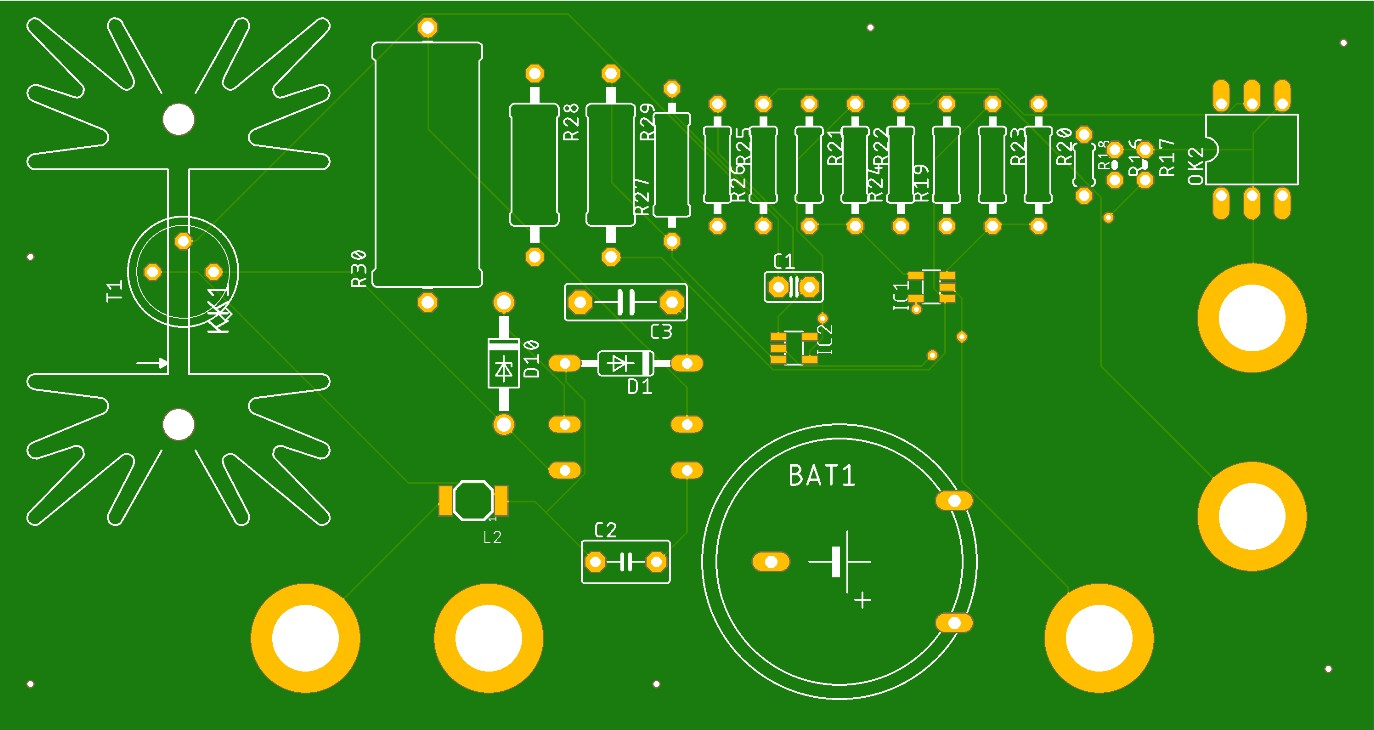 R28
R29
R25
R21
R22
R23
R20
R18
R16
R17
OK2
R27
R26
R24
R19
R30
T1
KK1
C1
IC1
C3
IC2
D10
D1
BAT1
L2
C2
+